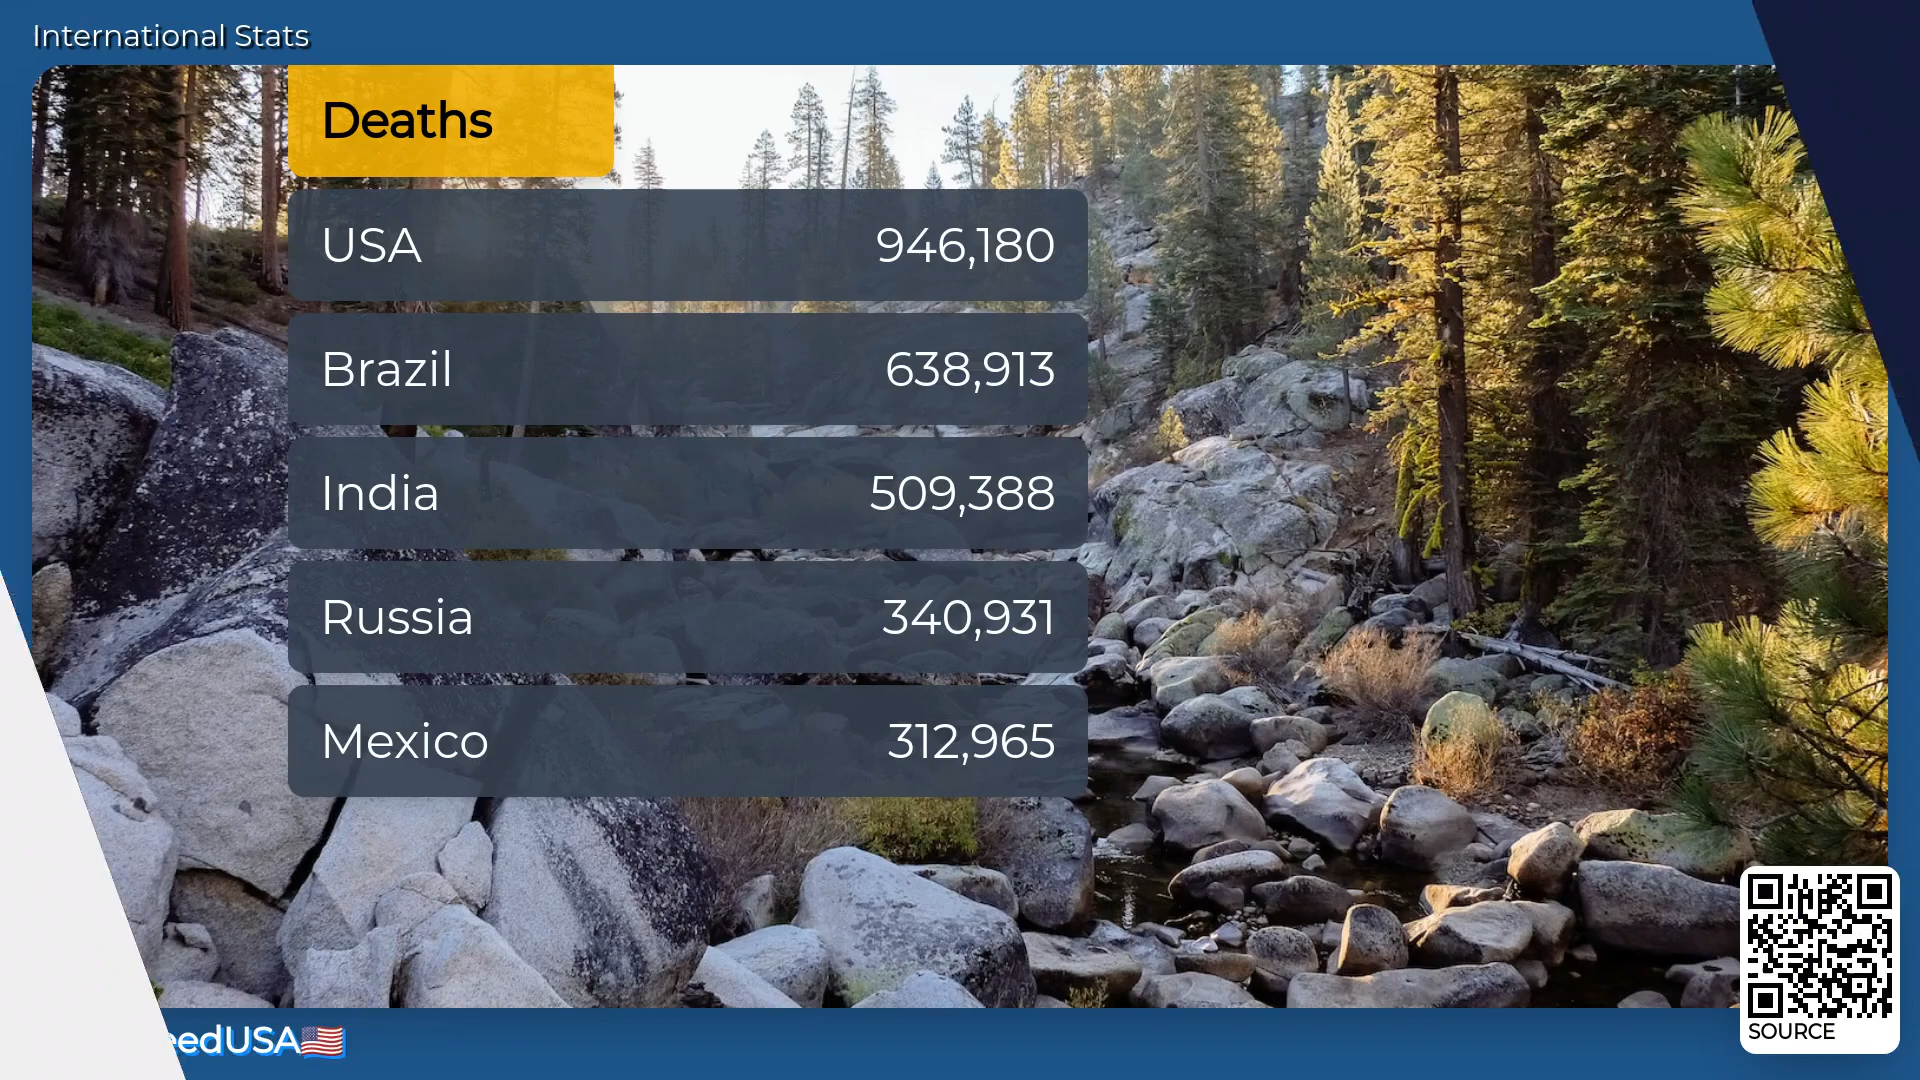 International Stats
Deaths
USA 946,180
Brazil 638,913
India 509,388
Russia 340,931
Mexico 312,965
eedUSA🇺🇸
SOURCE